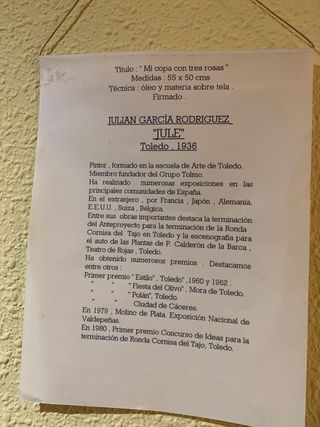 Título : " Mi copa con tres rosas "
Medidas : 55 x 50 cms
Técnica : óleo y materia sobre tela .
Firmado .
JULIAN GARCÍA RODRIGUEZ
"JULE"
Toledo , 1936
Pintor , formado en la escuela de Arte de Toledo.
Miembro fundador del Grupo Tolmo.
Ha realizado numerosas exposiciones en las
principales comunidades de España.
En el extranjero , por Francia , Japón , Alemania.
E.E.U.U. , Suiza , Bélgica.
Entre sus obras importantes destaca la terminación
del Anteproyecto para la terminación de la Ronda
Cornisa del Tajo en Toledo y la escenografía para
el auto de las Plantas de P. Calderón de la Barca ,
Teatro de Rojas , Toledo.
Ha obtenido numerosos premios . Destacamos
entre otros :
Primer premio " Estilo" , Toledo" ,1960 y 1962 .
" " " Fiesta del Olivo" , Mora de Toledo.
" " "Polán", Toledo.
" " Ciudad de Cáceres.
En 1979 , Molino de Plata. Exposición Nacional de
Valdepeñas.
En 1980 , Primer premio Concurso de Ideas para la
terminación de Ronda Cornisa del Tajo, Toledo.